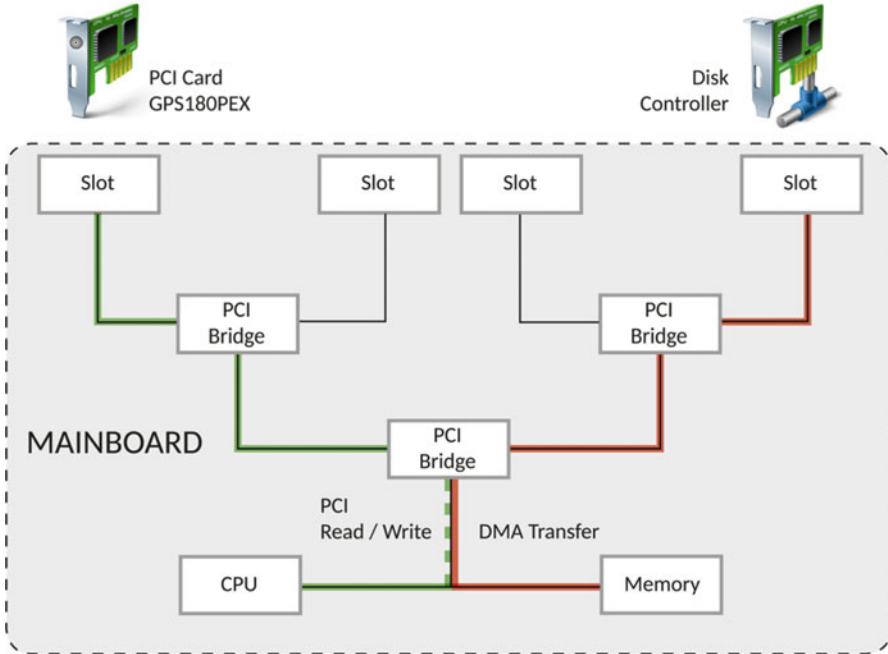 PCI Card
GPS180PEX
Disk
Controller
Slot
Slot
Slot
Slot
PCI
Bridge
PCI
Bridge
MAINBOARD
PCI
Bridge
PCI
Read / Write
DMA Transfer
CPU
Memory